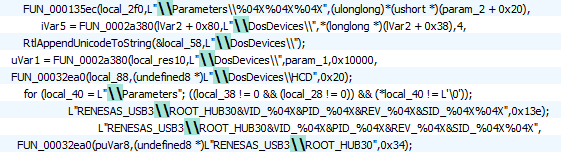 FUN_000135ec(local_2f0,L"\\Parameters\\%04X%04X%04X",(ulonglong)*(ushort *)(param_2 + 0x20),
iVar5 = FUN_0002a380(lVar2 + 0x80,L"\\DosDevices\\",*(longlong *)(lVar2 + 0x38),4,
RtlAppendUnicodeToString(&local_58,L"\\DosDevices\\");
uVar1 = FUN_0002a380(local_res10,L"\\DosDevices\\",param_1,0x10000,
FUN_00032ea0(local_88,(undefined8 *)L"\\DosDevices\\HCD",0x20);
for (local_40 = L"\\Parameters"; ((local_38 != 0 && (local_28 != 0)) && (*local_40 != L'\0'));
L"RENESAS_USB3\\ROOT_HUB30&VID_%04X&PID_%04X&REV_%04X&SID_%04X%04X",0x13e);
L"RENESAS_USB3\\ROOT_HUB30&VID_%04X&PID_%04X&REV_%04X&SID_%04X%04X",
FUN_00032ea0(puVar8,(undefined8 *)L"RENESAS_USB3\\ROOT_HUB30",0x34);